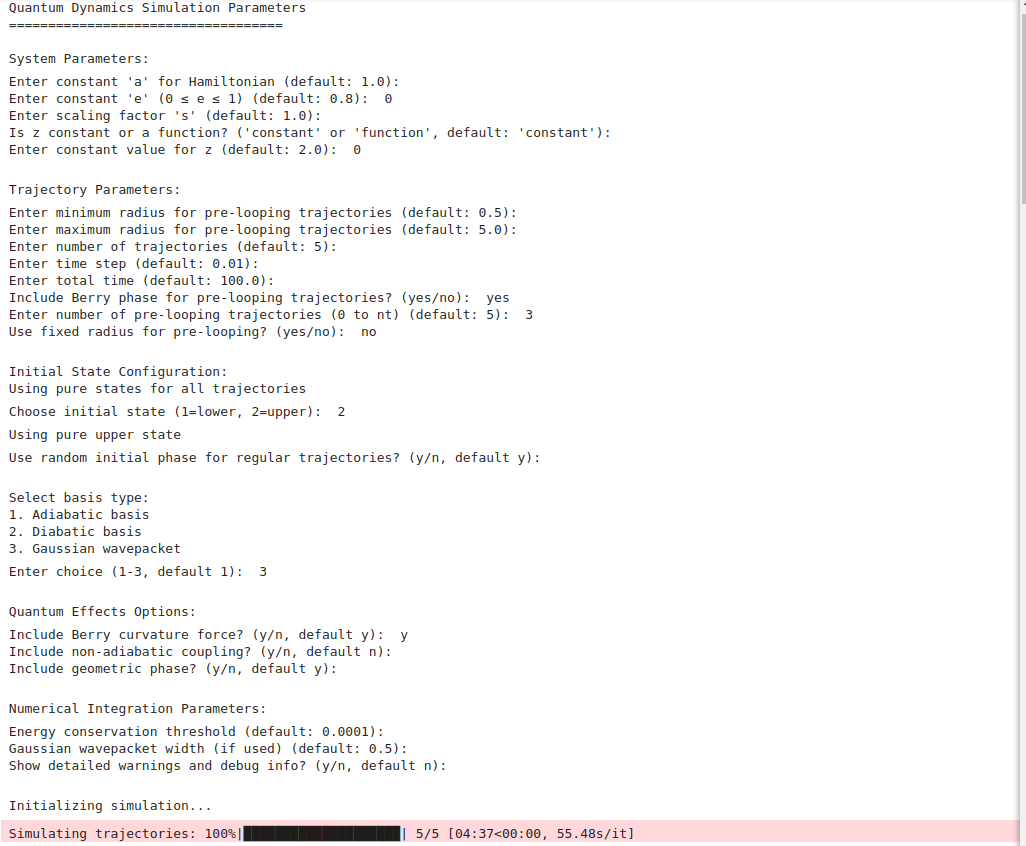 Quantum Dynamics Simulation Parameters
===================================
System Parameters:
Enter constant 'a' for Hamiltonian (default: 1.0):
Enter constant 'e' (0 ≤ e ≤ 1) (default: 0.8):  0
Enter scaling factor 's' (default: 1.0):
Is z constant or a function? ('constant' or 'function', default: 'constant'):
Enter constant value for z (default: 2.0):  0
Trajectory Parameters:
Enter minimum radius for pre-looping trajectories (default: 0.5):
Enter maximum radius for pre-looping trajectories (default: 5.0):
Enter number of trajectories (default: 5):
Enter time step (default: 0.01):
Enter total time (default: 100.0):
Include Berry phase for pre-looping trajectories? (yes/no):  yes
Enter number of pre-looping trajectories (0 to nt) (default: 5):  3
Use fixed radius for pre-looping? (yes/no):  no
Initial State Configuration:
Using pure states for all trajectories
Choose initial state (1=lower, 2=upper):  2
Using pure upper state
Use random initial phase for regular trajectories? (y/n, default y):
Select basis type:
1. Adiabatic basis
2. Diabatic basis
3. Gaussian wavepacket
Enter choice (1-3, default 1):  3
Quantum Effects Options:
Include Berry curvature force? (y/n, default y):  y
Include non-adiabatic coupling? (y/n, default n):
Include geometric phase? (y/n, default y):
Numerical Integration Parameters:
Energy conservation threshold (default: 0.0001):
Gaussian wavepacket width (if used) (default: 0.5):
Show detailed warnings and debug info? (y/n, default n):
Initializing simulation...
Simulating trajectories: 100%|████████████████████| 5/5 [04:37<00:00, 55.48s/it]